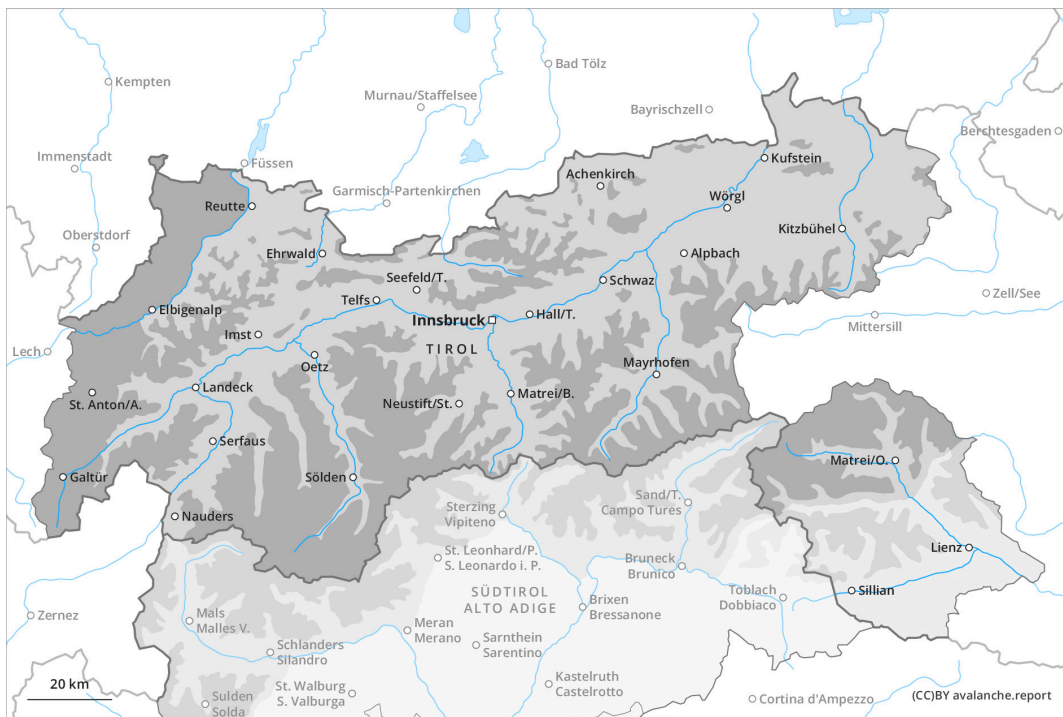 Kempten
Bad Tölz
Murnau/Staffelsee
Bayrischzell
Berchtesgaden
Immenstadt
Füssen
Kufstein
Achenkirch
Garmisch-Partenkirchen
Reutte
Wörgl
Oberstdorf
Kitzbühel
Ehrwald
Alpbach
Seefeld/T.
Schwaz
Zell/See
Telfs
Elbigenalp
Hall/T.
Innsbruck
Mittersill
Imst
TIROL
Lech
Oetz
Mayrhofen
Landeck
St. Anton/A.
Neustift/St.
Matrei/B.
Serfaus
Matrei/O.
Galtür
Sölden
Sand/T.
Campo Tures
Sterzing
Vipiteno
Nauders
Lienz
St. Leonhard/P.
S. Leonardo i. P.
Bruneck
Brunico
Sillian
SÜDTIROL
ALTO ADIGE
Toblach
Dobbiaco
Brixen
Bressanone
Zernez
Mals
Malles V.
Meran
Merano
Sarnthein
Sarentino
Schlanders
Silandro
Kastelruth
Castelrotto
20 km
St. Walburg
S. Valburga
Sulden
Solda
Cortina d'Ampezzo
(CC)BY avalanche.report